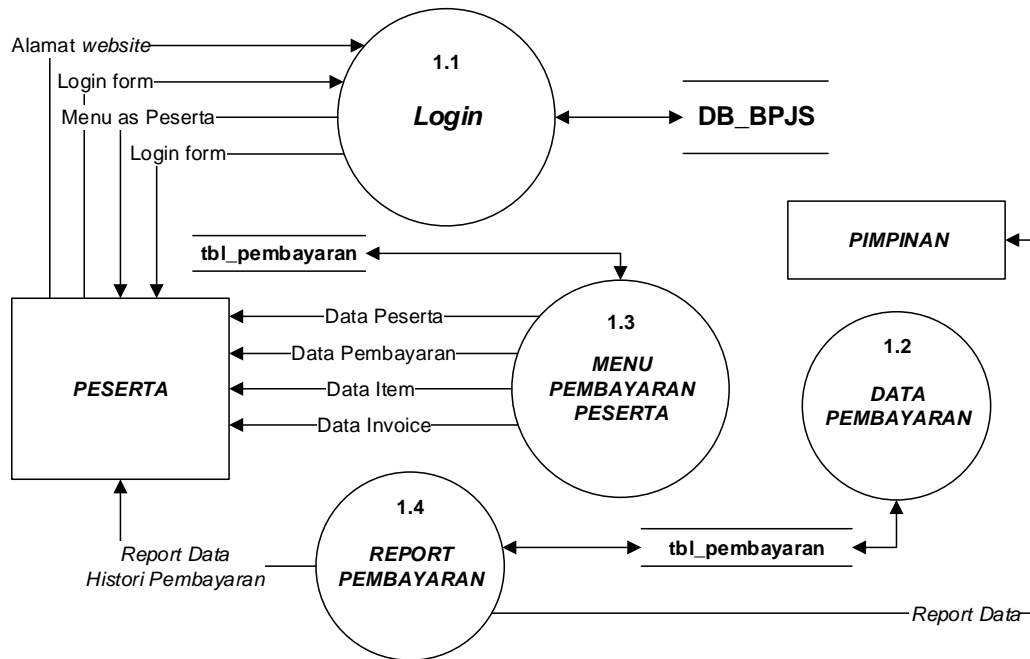 Alamat website
Login form
Menu as Peserta
Login form
1.1
Login
DB_BPJS
tbl_pembayaran
PIMPINAN
PESERTA
Data Peserta
Data Pembayaran
Data Item
Data Invoice
1.3
MENU
PEMBAYARAN
PESERTA
1.2
DATA
PEMBAYARAN
Report Data
Histori Pembayaran
1.4
REPORT
PEMBAYARAN
tbl_pembayaran
Report Data